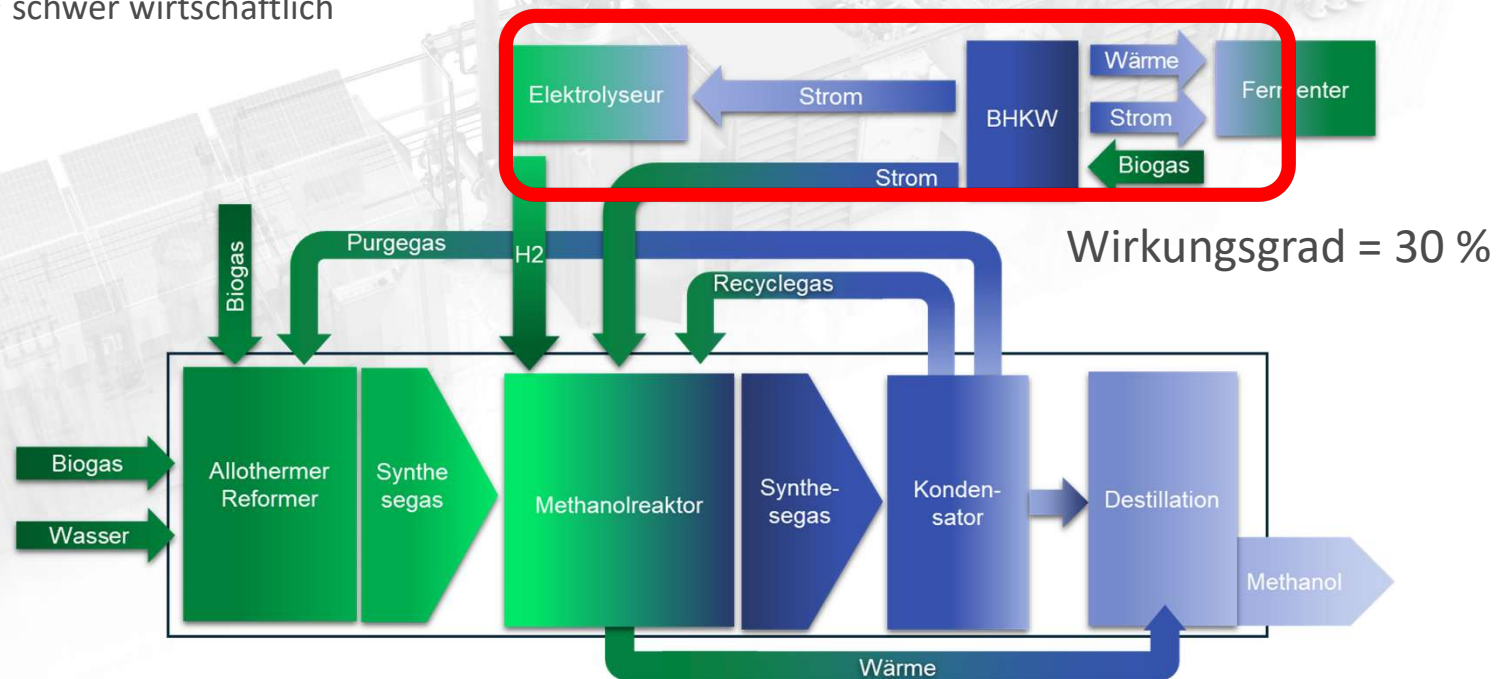 schwer wirtschaftlich
Elektrolyseur
Strom
BHKW
Wärme
Strom
Biogas
Fermenter
Strom
Wirkungsgrad = 30 %
Biogas
Purgegas
H2
Recyclegas
Biogas
Wasser
Allothermer
Reformer
Synthe
segas
Methanolreaktor
Synthe-
segas
Konden-
sator
Destillation
Methanol
Wärme